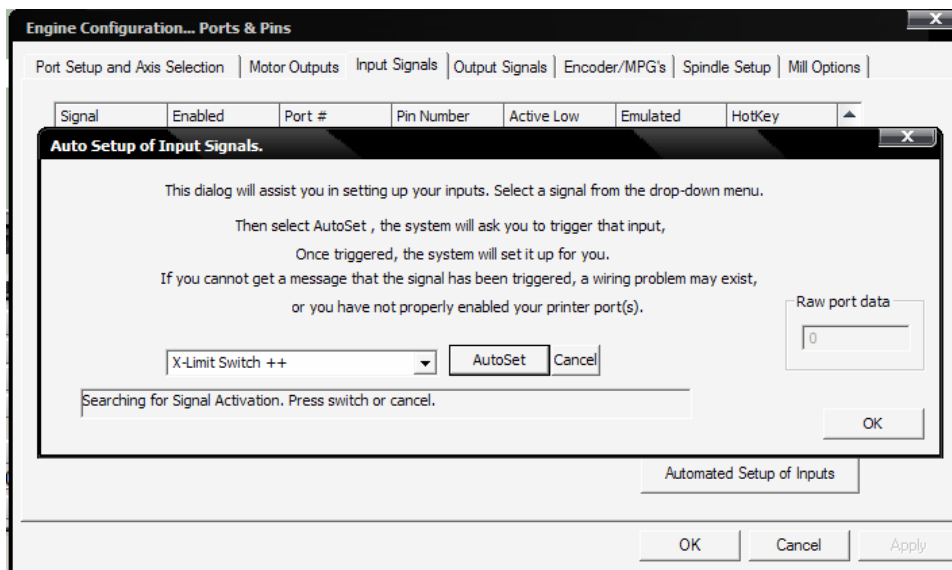 Engine Configuration... Ports & Pins
X
Port Setup and Axis Selection Motor Outputs Input Signals Output Signals Encoder/MPG's Spindle Setup Mill Options
Signal Enabled Port # Pin Number Active Low Emulated HotKey
Auto Setup of Input Signals.
X
This dialog will assist you in setting up your inputs. Select a signal from the drop-down menu.
Then select AutoSet , the system will ask you to trigger that input,
Once triggered, the system will set it up for you.
If you cannot get a message that the signal has been triggered, a wiring problem may exist,
or you have not properly enabled your printer port(s).
Raw port data
0
X-Limit Switch ++ AutoSet Cancel
Searching for Signal Activation. Press switch or cancel.
OK
Automated Setup of Inputs
OK Cancel Apply